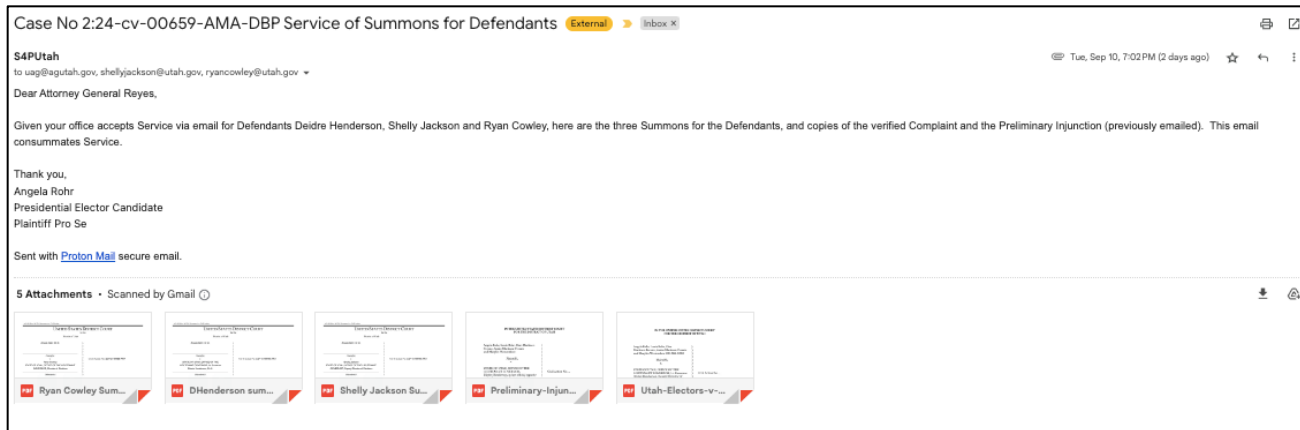 Case No 2:24-cv-00659-AMA-DBP Service of Summons for Defendants External Inbox ×
S4PUtah
Tue, Sep 10, 7:02 PM (2 days ago)
to uag@agutah.gov, shellyjackson@utah.gov, ryancowley@utah.gov
Dear Attorney General Reyes,
Given your office accepts Service via email for Defendants Deidre Henderson, Shelly Jackson and Ryan Cowley, here are the three Summons for the Defendants, and copies of the verified Complaint and the Preliminary Injunction (previously emailed). This email
consummates Service.
Thank you,
Angela Rohr
Presidential Elector Candidate
Plaintiff Pro Se
Sent with Proton Mail secure email.
5 Attachments • Scanned by Gmail
PDF Ryan Cowley Sum...
PDF DHenderson sum...
PDF Shelly Jackson Su...
PDF Preliminary-Injun...
PDF Utah-Electors-v-...